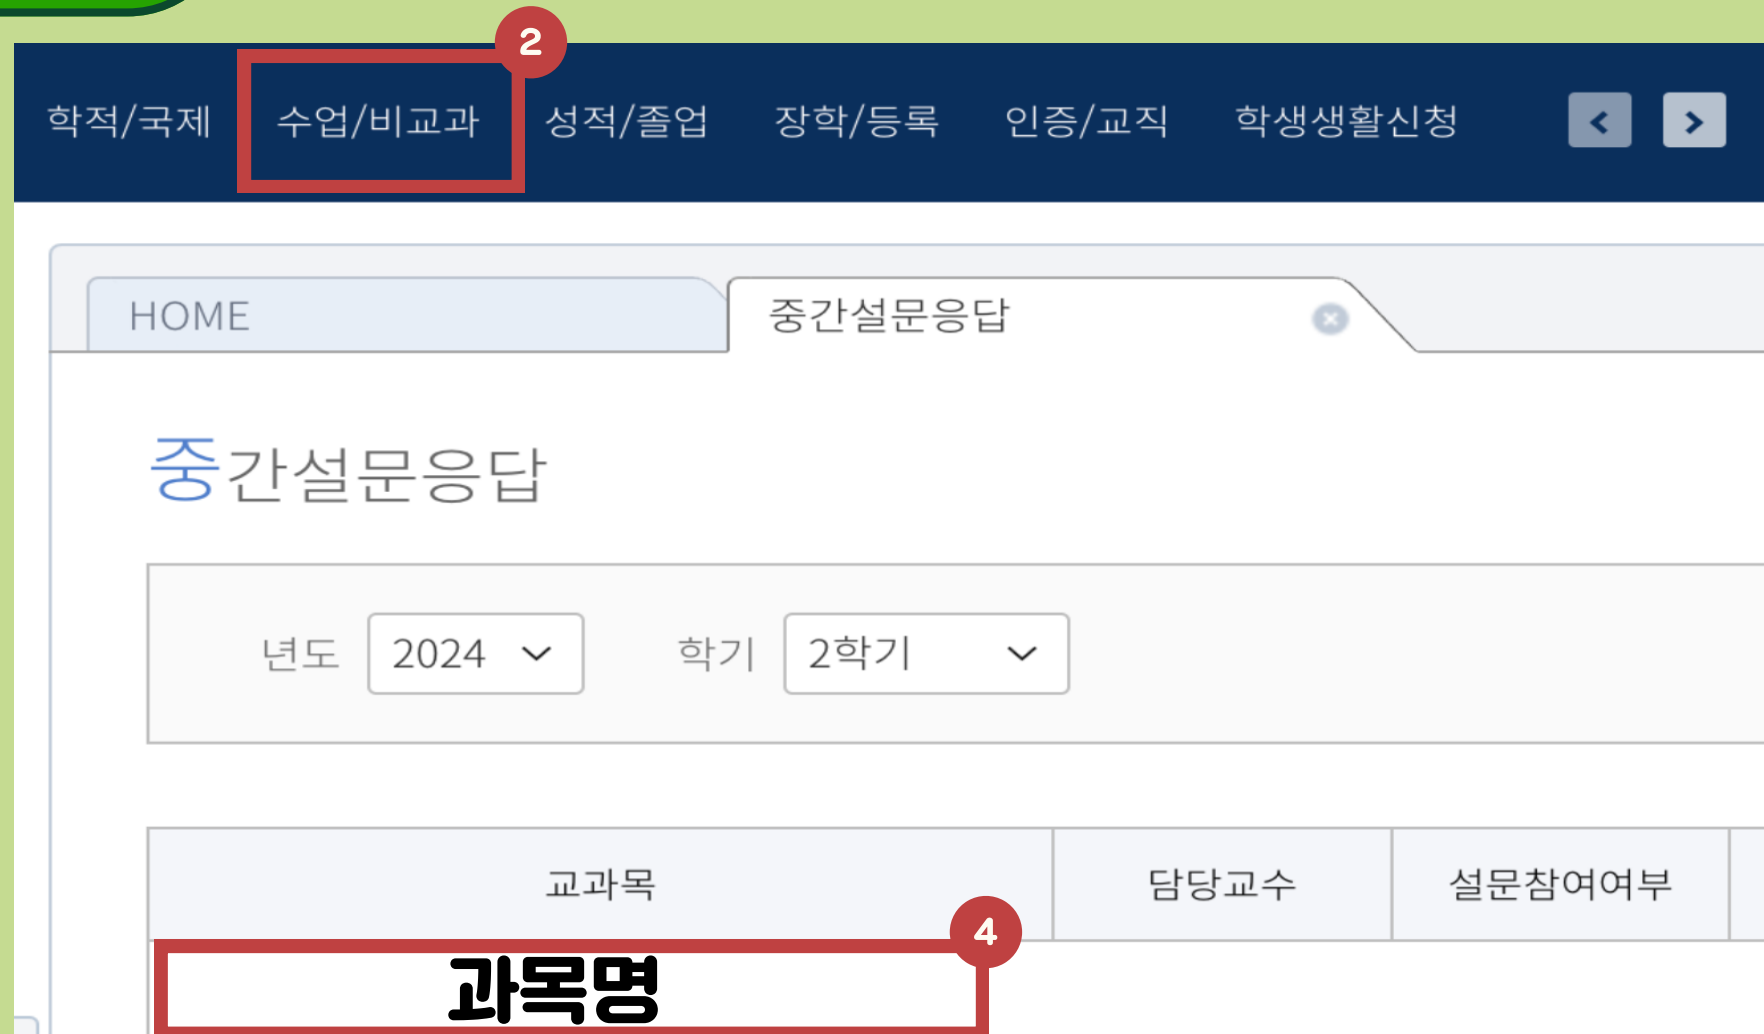 2
학적/국제 수업/비교과 성적/졸업 장학/등록 인증/교직 학생생활신청 < >
HOME 중간설문응답
중간설문응답
년도 2024 학기 2학기
교과목 담당교수 설문참여여부
4
과목명